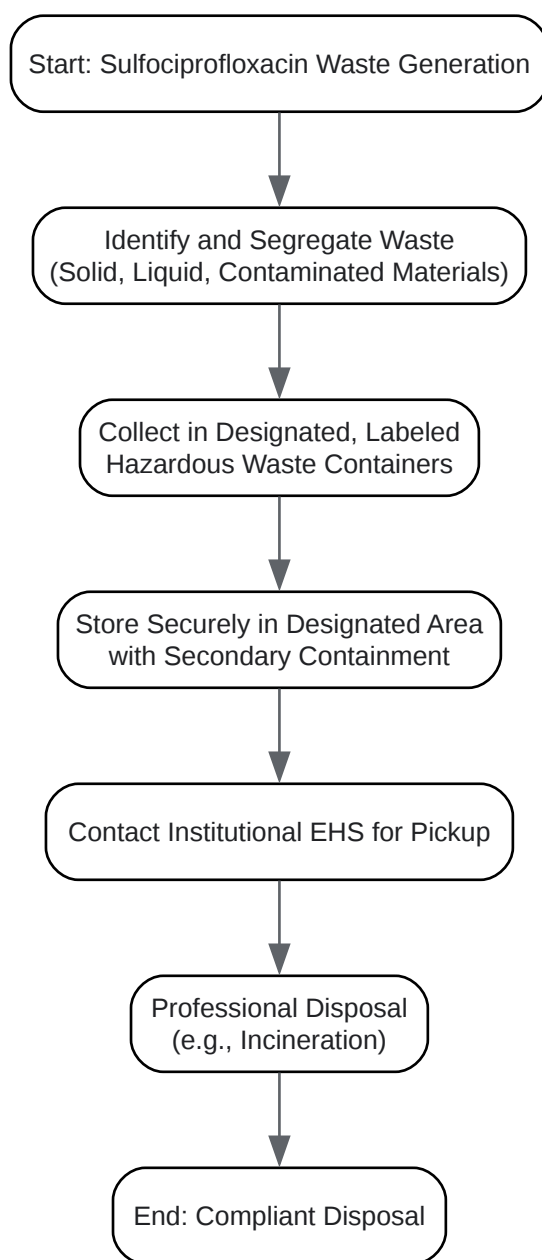 Start: Sulfociprofloxacin Waste Generation
Identify and Segregate Waste
(Solid, Liquid, Contaminated Materials)
Collect in Designated, Labeled
Hazardous Waste Containers
Store Securely in Designated Area
with Secondary Containment
Contact Institutional EHS for Pickup
Professional Disposal
(e.g., Incineration)
End: Compliant Disposal